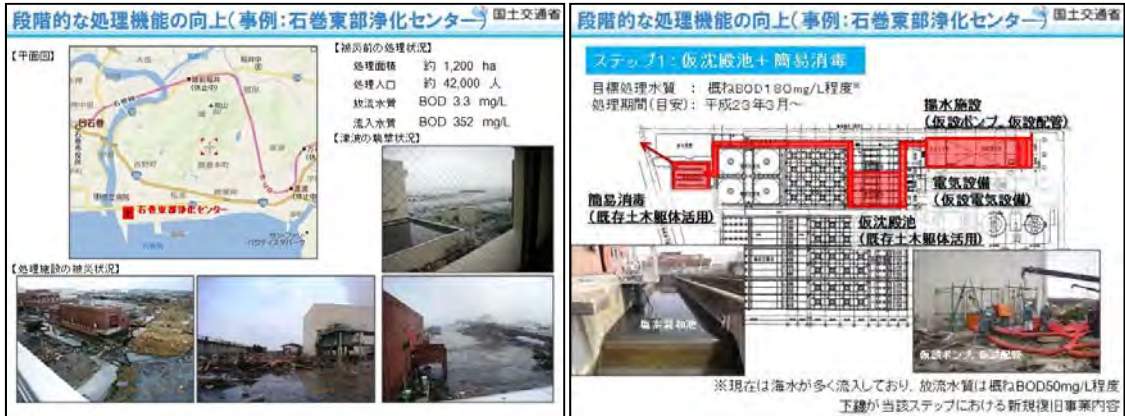 段階的な処理機能の向上(事例:石巻東部浄化センター)
国土交通省
【平面図】
石巻
石巻東部浄化センター
【被災前の処理状況】
処理面積 約 1,200 ha
処理人口 約 42,000 人
放流水質 BOD 3.3 mg/L
流入水質 BOD 352 mg/L
【津波の襲撃状況】
【処理施設の被災状況】
段階的な処理機能の向上(事例:石巻東部浄化センター)
国土交通省
ステップ1:仮沈殿池+簡易消毒
目標処理水質 : 概ねBOD180mg/L程度※
処理期間(目安): 平成23年3月~
揚水施設
(仮設ポンプ、仮設配管)
簡易消毒
(既存土木躯体活用)
電気設備
(仮設電気設備)
仮沈殿池
(既存土木躯体活用)
塩素混和池
仮設ポンプ、仮設配管
※現在は海水が多く流入しており、放流水質は概ねBOD50mg/L程度
下線が当該ステップにおける新規復旧事業内容